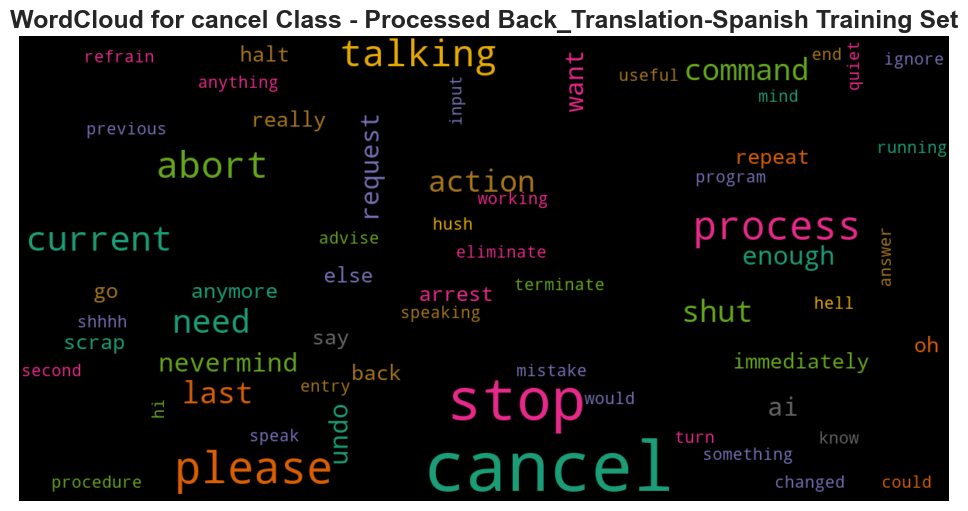 WordCloud for cancel Class - Processed Back_Translation-Spanish Training Set
refrain
halt
talking
want
useful
command
end
quiet
ignore
anything
input
mind
previous
really
request
abort
action
working
repeat
program
running
current
advise
hush
eliminate
process
enough
answer
else
go
anymore
arrest
terminate
speaking
shut
hell
shhhh
need
scrap
say
oh
second
nevermind
back
mistake
immediately
last
entry
stop
would
ai
hi
undo
speak
turn
know
something
please
cancel
procedure
changed
could